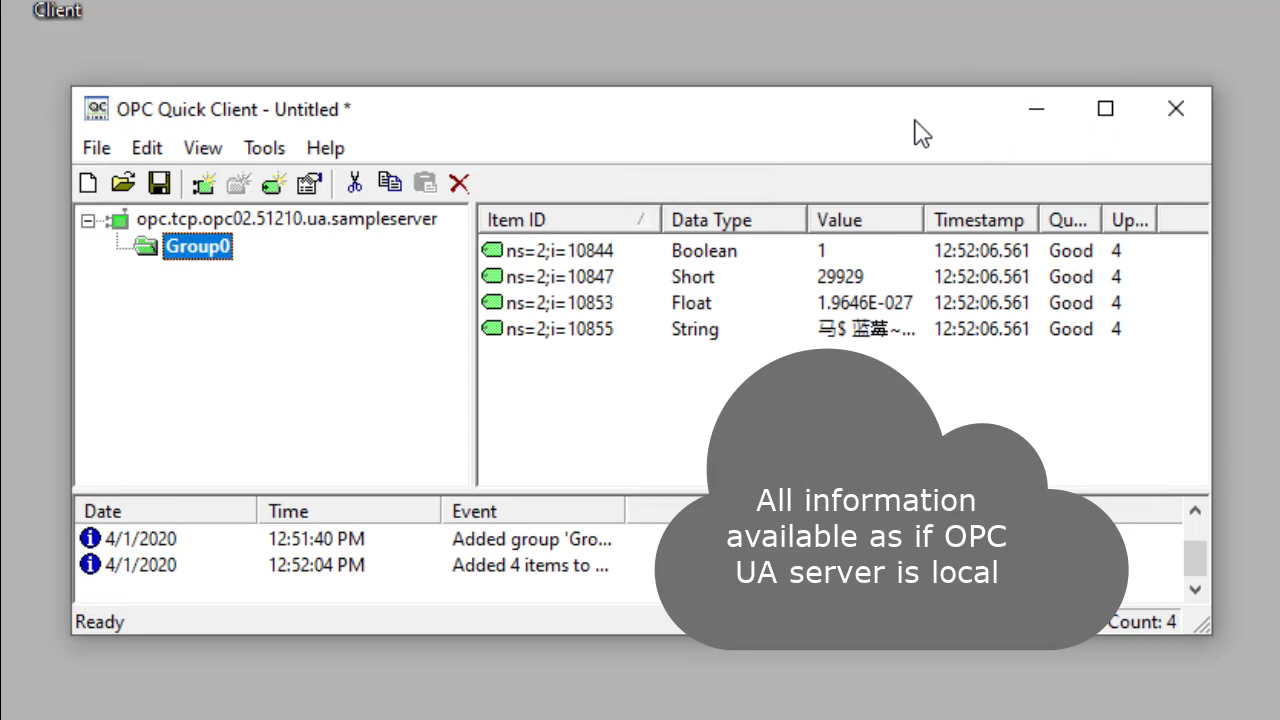 Client
OPC Quick Client - Untitled *
File Edit View Tools Help
opc.tcp.opc02.51210.ua.sampleserver
Group0
Item ID / Data Type Value Timestamp Qu... Up...
ns=2;i=10844 Boolean 1 12:52:06.561 Good 4
ns=2;i=10847 Short 29929 12:52:06.561 Good 4
ns=2;i=10853 Float 1.9646E-027 12:52:06.561 Good 4
ns=2;i=10855 String 马$ 蓝莓~... 12:52:06.561 Good 4
All information
available as if OPC
UA server is local
Date Time Event
4/1/2020 12:51:40 PM Added group 'Gro...
4/1/2020 12:52:04 PM Added 4 items to ...
Ready
Count: 4